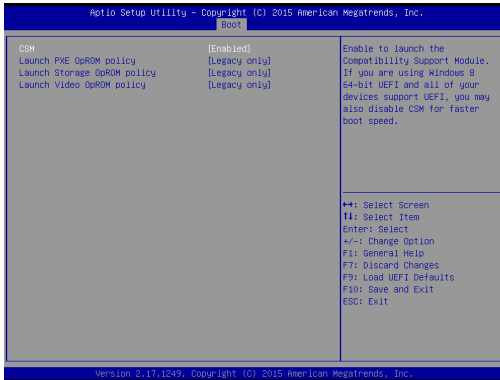 Aptio Setup Utility – Copyright (C) 2015 American Megatrends, Inc.
Boot
CSM [Enabled]
Launch PXE OpROM policy [Legacy only]
Launch Storage OpROM policy [Legacy only]
Launch Video OpROM policy [Legacy only]
Enable to launch the
Compatibility Support Module.
If you are using Windows 8
64-bit UEFI and all of your
devices support UEFI, you may
also disable CSM for faster
boot speed.
↔: Select Screen
↑↓: Select Item
Enter: Select
+/-: Change Option
F1: General Help
F7: Discard Changes
F9: Load UEFI Defaults
F10: Save and Exit
ESC: Exit
Version 2.17.1249. Copyright (C) 2015 American Megatrends, Inc.